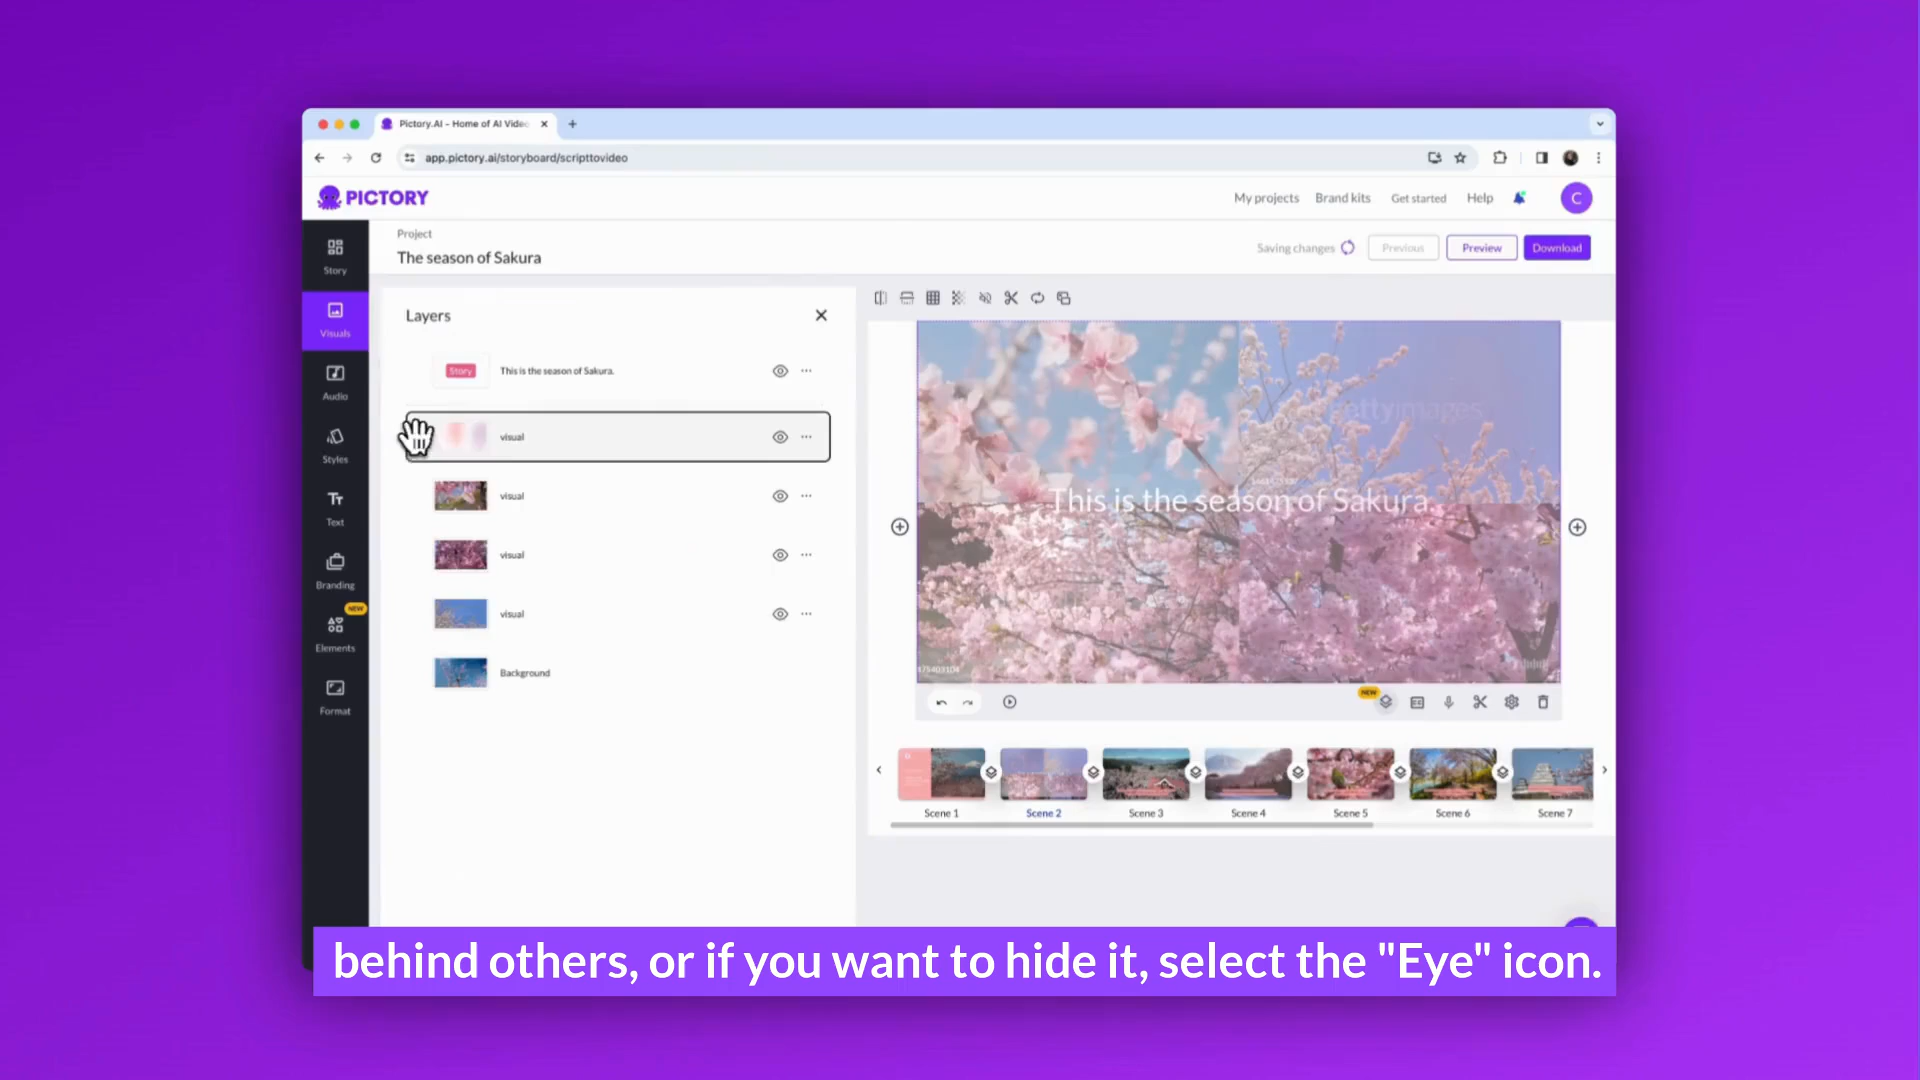 Pictory.AI - Home of AI Vide
app.pictory.ai/storyboard/scripttovideo
PICTORY
My projects
Brand kits
Get started
Help
C
Project
The season of Sakura
Saving changes
Previous
Preview
Download
Story
Visuals
Audio
Styles
Text
Branding
NEW
Elements
Format
Layers
Story
This is the season of Sakura.
visual
visual
visual
visual
Background
gettyimages
This is the season of Sakura.
NEW
Scene 1
Scene 2
Scene 3
Scene 4
Scene 5
Scene 6
Scene 7
behind others, or if you want to hide it, select the "Eye" icon.